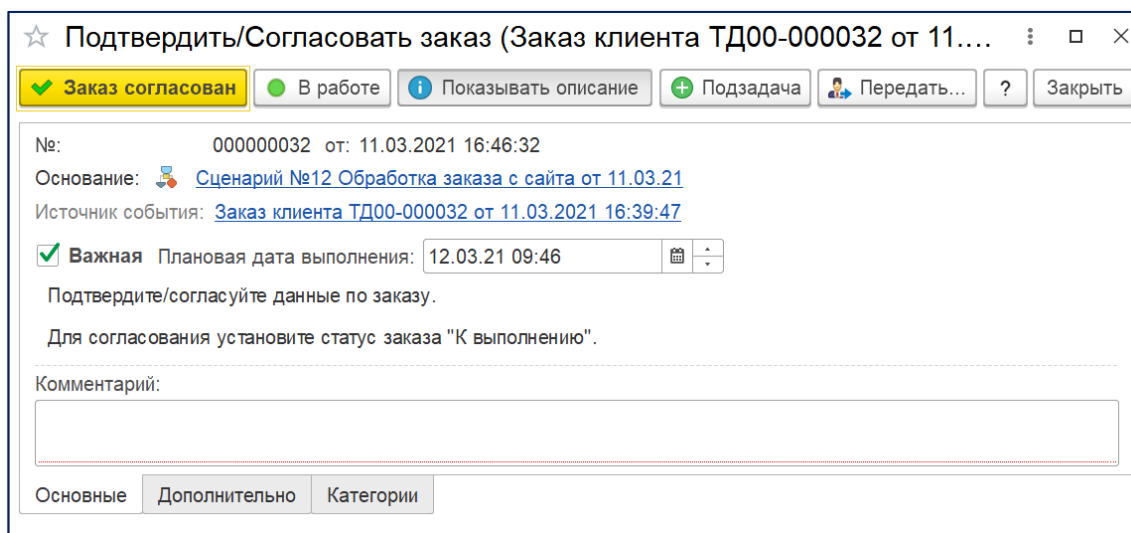 Подтвердить/Согласовать заказ (Заказ клиента ТД00-000032 от 11....
Заказ согласован В работе Показывать описание Подзадача Передать... ? Закрыть
№: 000000032 от: 11.03.2021 16:46:32
Основание: Сценарий №12 Обработка заказа с сайта от 11.03.21
Источник события: Заказ клиента ТД00-000032 от 11.03.2021 16:39:47
Важная Плановая дата выполнения: 12.03.21 09:46
Подтвердите/согласуйте данные по заказу.
Для согласования установите статус заказа "К выполнению".
Комментарий:
Основные Дополнительно Категории